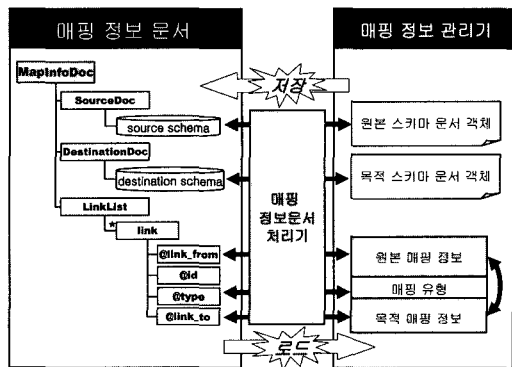 매핑 정보 문서
매핑 정보 관리기
MapInfoDoc
저장
SourceDoc
source schema
원본 스키마 문서 객체
DestinationDoc
destination schema
목적 스키마 문서 객체
매핑
정보문서
처리기
LinkList
*
link
@link_from
원본 매핑 정보
@id
@type
매핑 유형
@link_to
목적 매핑 정보
로드